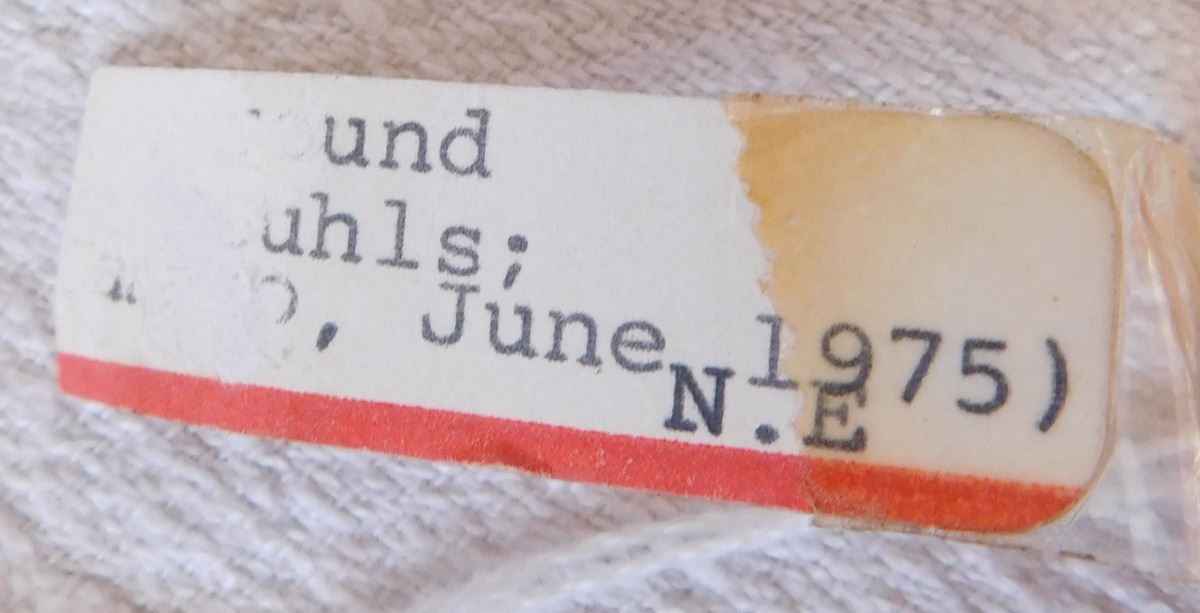 und
uhls;
, June 1975)
N.E